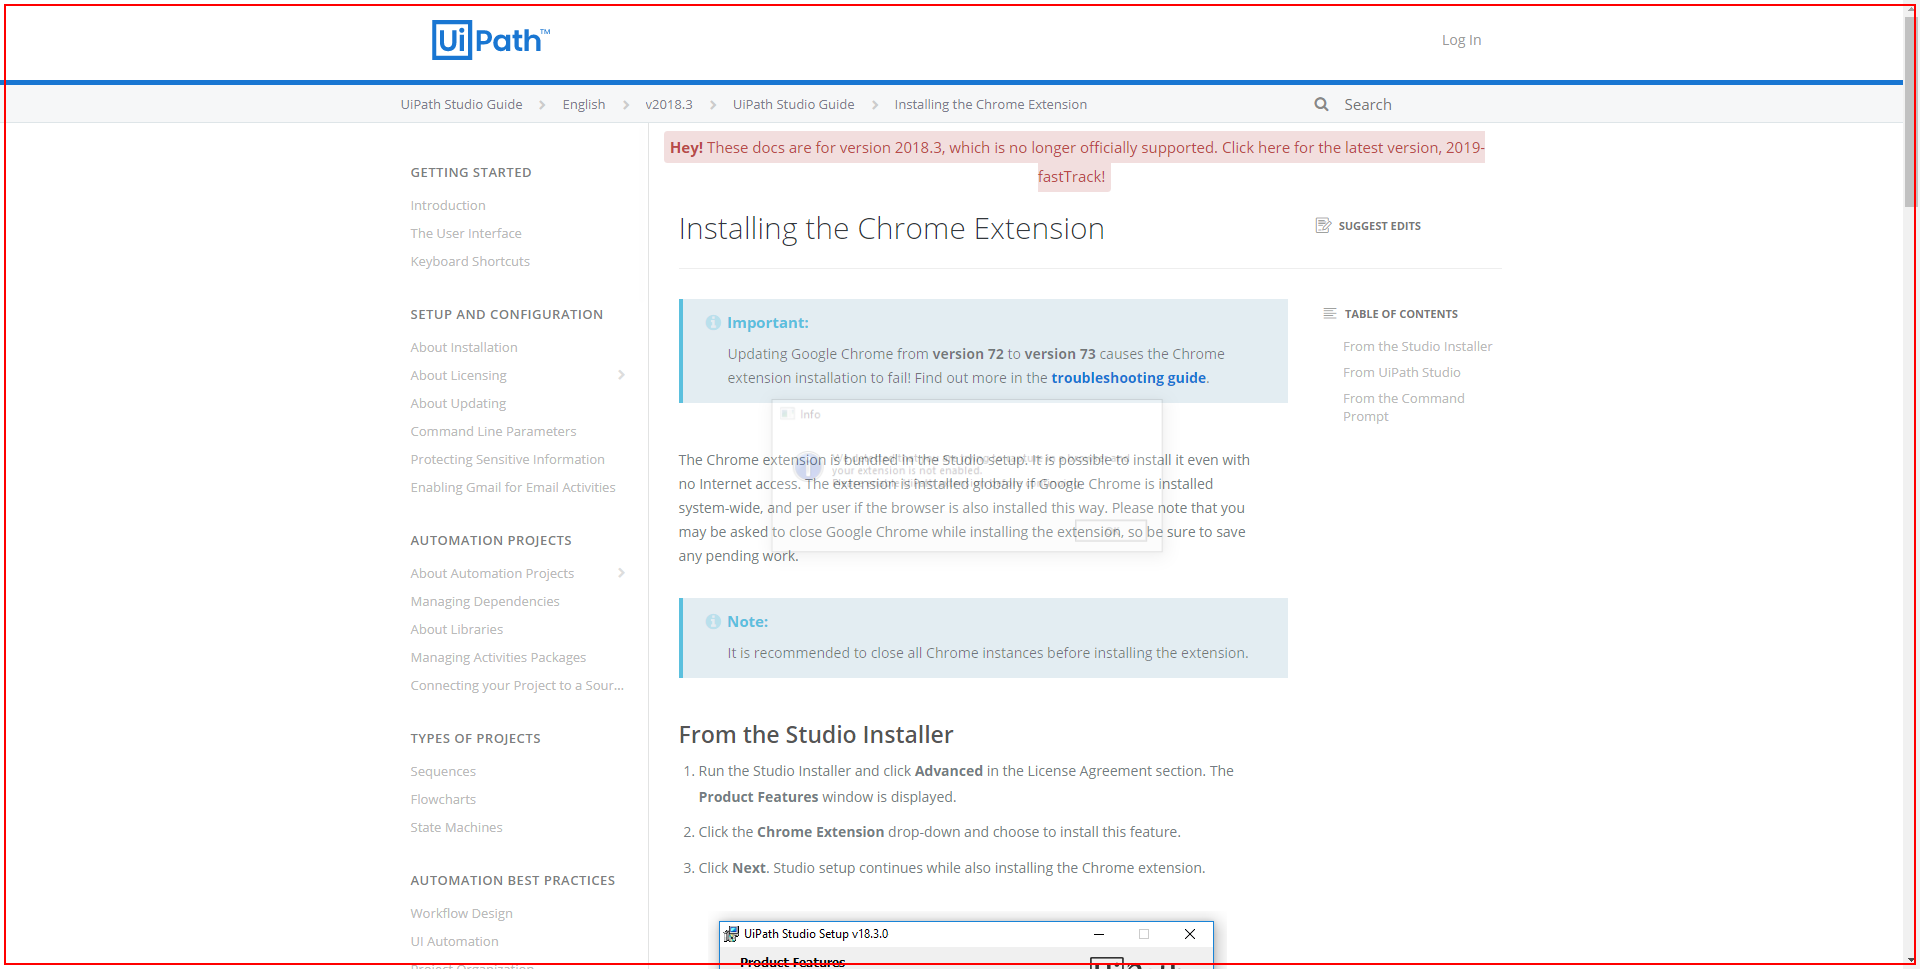 UiPath™
Log In
UiPath Studio Guide
English
v2018.3
UiPath Studio Guide
Installing the Chrome Extension
Search
Hey! These docs are for version 2018.3, which is no longer officially supported. Click here for the latest version, 2019-
fastTrack!
GETTING STARTED
Introduction
The User Interface
Keyboard Shortcuts
SETUP AND CONFIGURATION
About Installation
About Licensing
About Updating
Command Line Parameters
Protecting Sensitive Information
Enabling Gmail for Email Activities
AUTOMATION PROJECTS
About Automation Projects
Managing Dependencies
About Libraries
Managing Activities Packages
Connecting your Project to a Sour...
TYPES OF PROJECTS
Sequences
Flowcharts
State Machines
AUTOMATION BEST PRACTICES
Workflow Design
UI Automation
Project Organization
Installing the Chrome Extension
SUGGEST EDITS
Important:
Updating Google Chrome from version 72 to version 73 causes the Chrome
extension installation to fail! Find out more in the troubleshooting guide.
Info
The Chrome extension is bundled in the Studio setup. It is possible to install it even with
no Internet access. The extension is installed globally if Google Chrome is installed
system-wide, and per user if the browser is also installed this way. Please note that you
may be asked to close Google Chrome while installing the extension, so be sure to save
any pending work.
your extension is not enabled.
OK
Note:
It is recommended to close all Chrome instances before installing the extension.
From the Studio Installer
1. Run the Studio Installer and click Advanced in the License Agreement section. The
Product Features window is displayed.
2. Click the Chrome Extension drop-down and choose to install this feature.
3. Click Next. Studio setup continues while also installing the Chrome extension.
UiPath Studio Setup v18.3.0
Product Features
TABLE OF CONTENTS
From the Studio Installer
From UiPath Studio
From the Command
Prompt